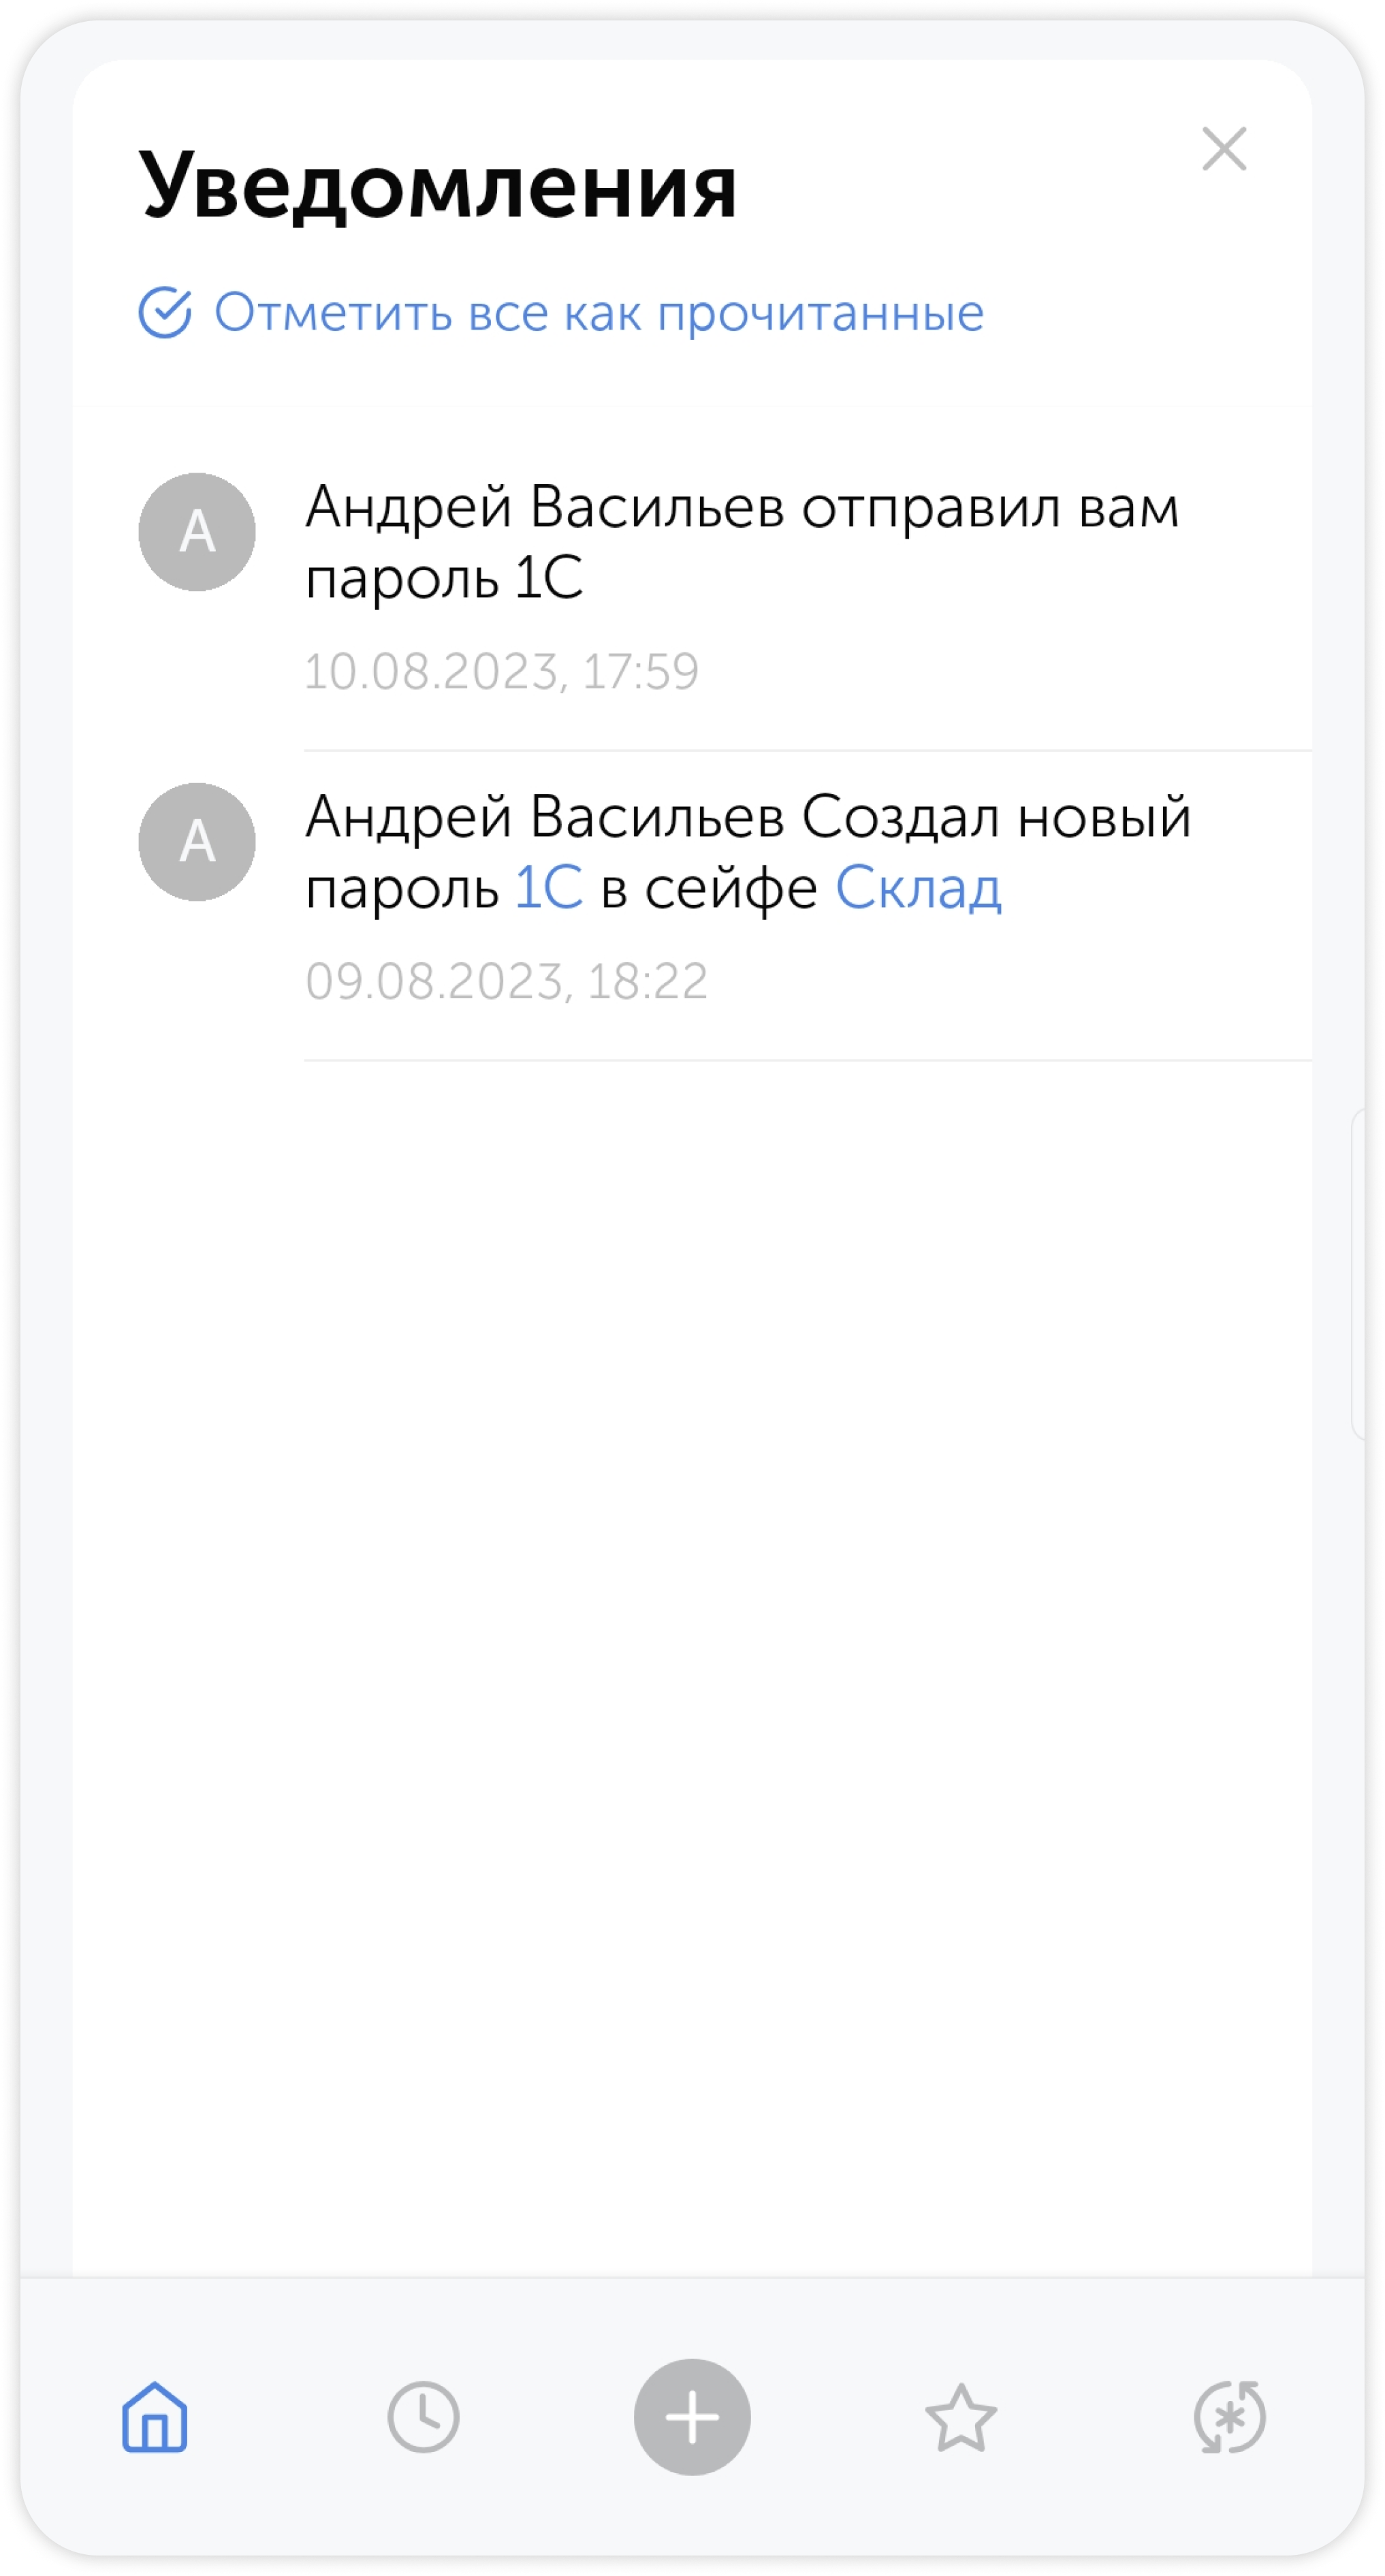 Уведомления
Отметить все как прочитанные
А
Андрей Васильев отправил вам
пароль 1С
10.08.2023, 17:59
А
Андрей Васильев Создал новый
пароль 1С в сейфе Склад
09.08.2023, 18:22